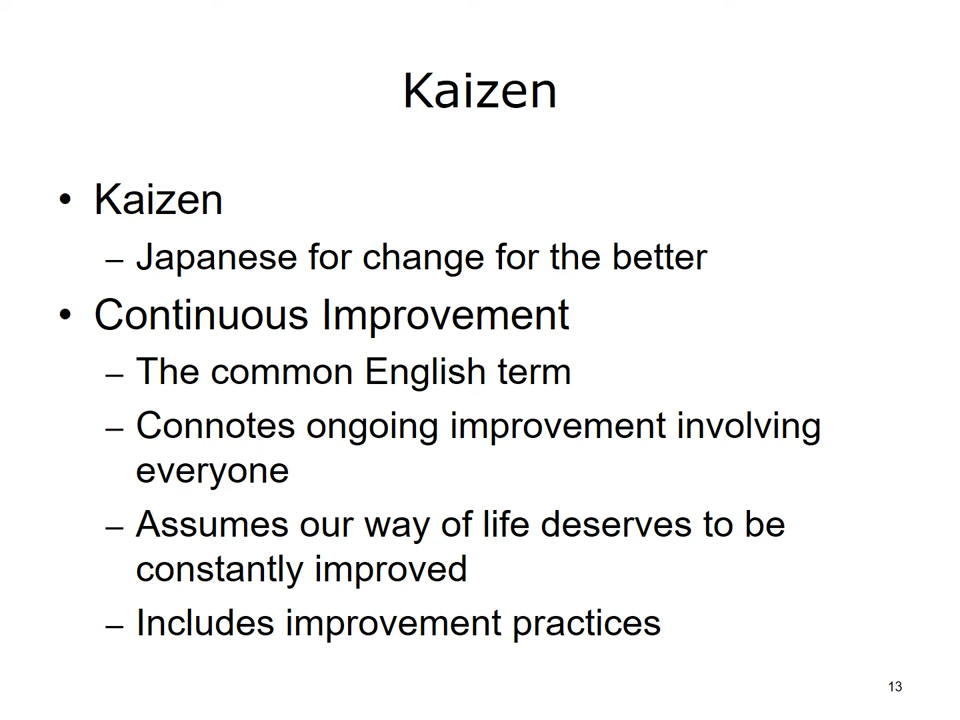 Kaizen
• Kaizen
– Japanese for change for the better
• Continuous Improvement
– The common English term
– Connotes ongoing improvement involving
everyone
– Assumes our way of life deserves to be
constantly improved
– Includes improvement practices
13